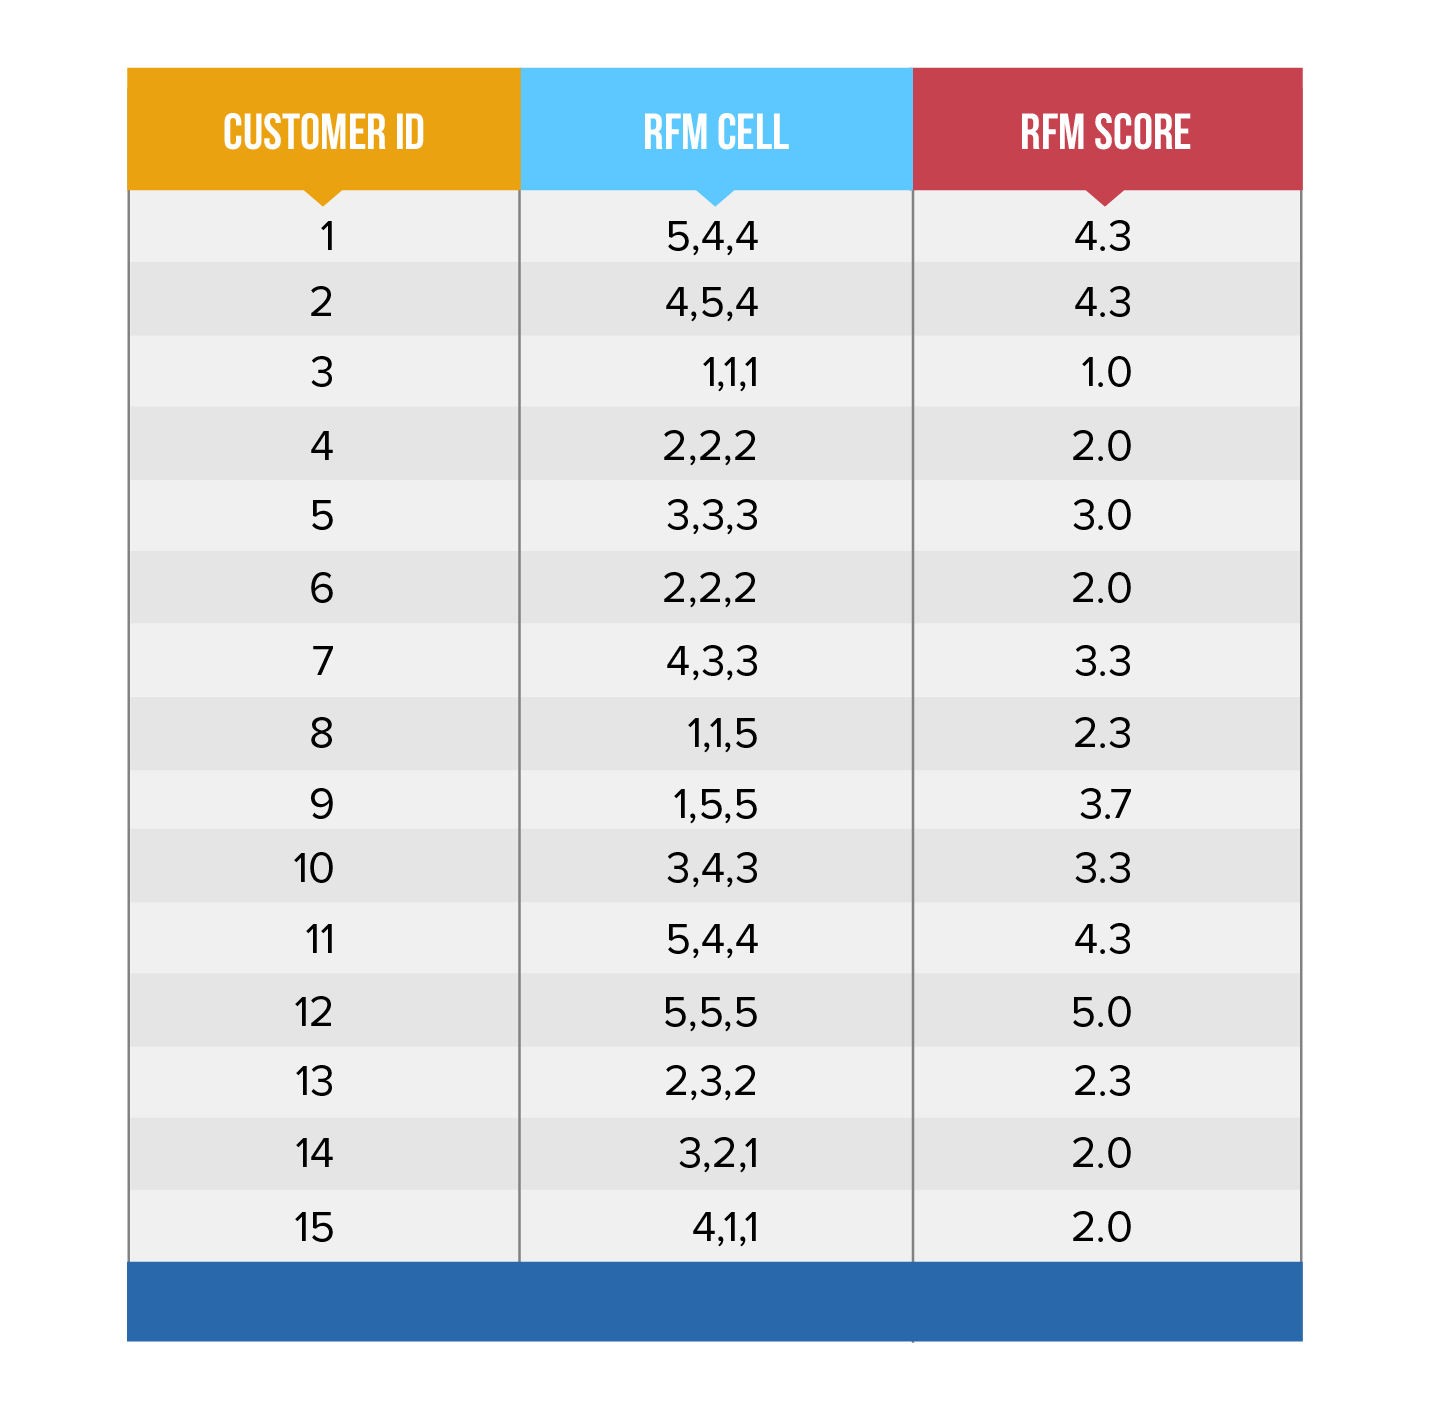 CUSTOMER ID RFM CELL RFM SCORE
1 5,4,4 4.3
2 4,5,4 4.3
3 1,1,1 1.0
4 2,2,2 2.0
5 3,3,3 3.0
6 2,2,2 2.0
7 4,3,3 3.3
8 1,1,5 2.3
9 1,5,5 3.7
10 3,4,3 3.3
11 5,4,4 4.3
12 5,5,5 5.0
13 2,3,2 2.3
14 3,2,1 2.0
15 4,1,1 2.0